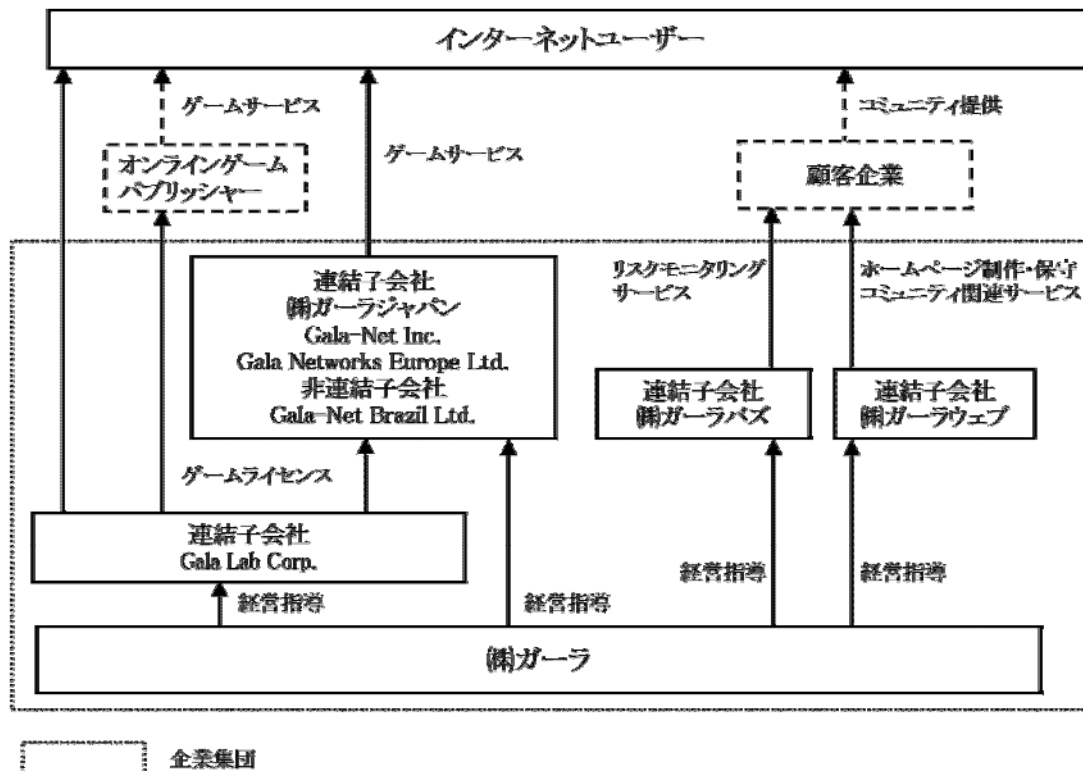 インターネットユーザー
ゲームサービス
コミュニティ提供
オンラインゲーム
パブリッシャー
ゲームサービス
顧客企業
連結子会社
㈱ガーラジャパン
Gala-Net Inc.
Gala Networks Europe Ltd.
非連結子会社
Gala-Net Brazil Ltd.
リスクモニタリング
サービス
ホームページ制作・保守
コミュニティ関連サービス
連結子会社
㈱ガーラバズ
連結子会社
㈱ガーラウェブ
ゲームライセンス
連結子会社
Gala Lab Corp.
経営指導
経営指導
経営指導
経営指導
㈱ガーラ
企業集団